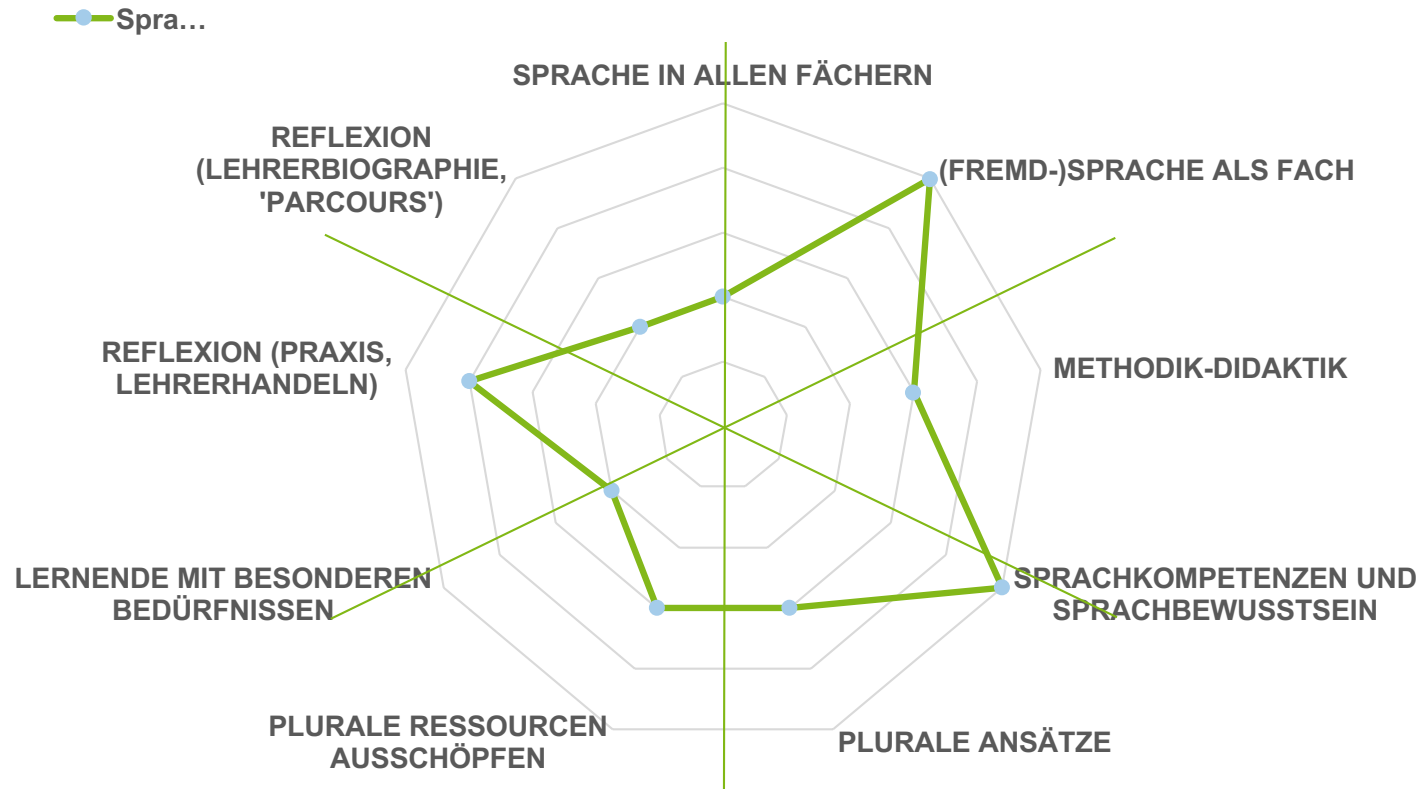 Spra…
SPRACHE IN ALLEN FÄCHERN
(FREMD-)SPRACHE ALS FACH
METHODIK-DIDAKTIK
SPRACHKOMPETENZEN UND
SPRACHBEWUSSTSEIN
PLURALE ANSÄTZE
PLURALE RESSOURCEN
AUSSCHÖPFEN
LERNENDE MIT BESONDEREN
BEDÜRFNISSEN
REFLEXION (PRAXIS,
LEHRERHANDELN)
REFLEXION
(LEHRERBIOGRAPHIE,
'PARCOURS')